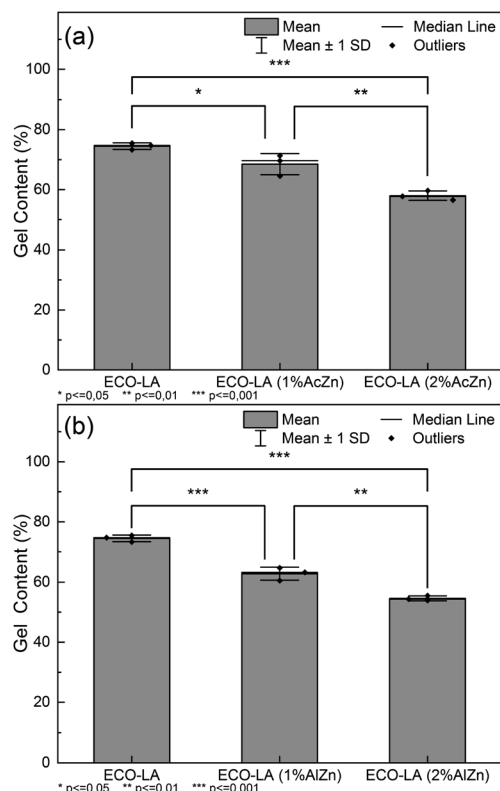 (a)
Mean
Median Line
Mean ± 1 SD
Outliers
***
*
**
100
80
60
40
20
0
Gel Content (%)
ECO-LA
ECO-LA (1%AcZn)
ECO-LA (2%AcZn)
* p<=0,05 ** p<=0,01 *** p<=0,001
(b)
Mean
Median Line
Mean ± 1 SD
Outliers
***
***
**
100
80
60
40
20
0
Gel Content (%)
ECO-LA
ECO-LA (1%AlZn)
ECO-LA (2%AlZn)
* p<=0,05 ** p<=0,01 *** p<=0,001